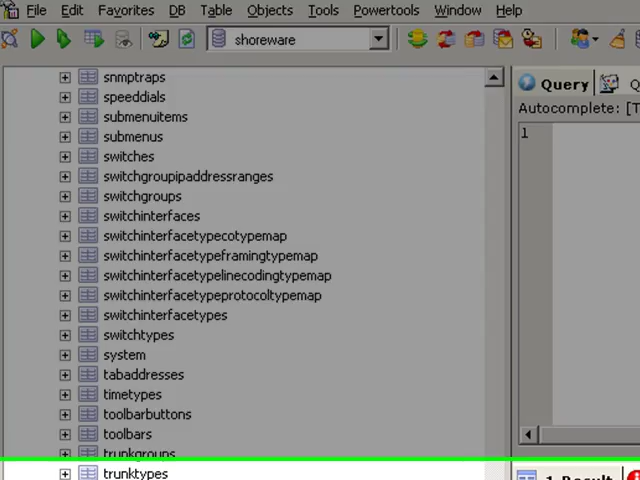 File Edit Favorites DB Table Objects Tools Powertools Window Help
shoreware
snmptraps
speeddials
submenuitems
submenus
switches
switchgroupipaddressranges
switchgroups
switchinterfaces
switchinterfacetypecotypemap
switchinterfacetypeframingtypemap
switchinterfacetypelinecodingtypemap
switchinterfacetypeprotocoltypemap
switchinterfacetypes
switchtypes
system
tabaddresses
timetypes
toolbarbuttons
toolbars
trunkgroups
trunktypes
Query Q
Autocomplete: [T
1
1 Result